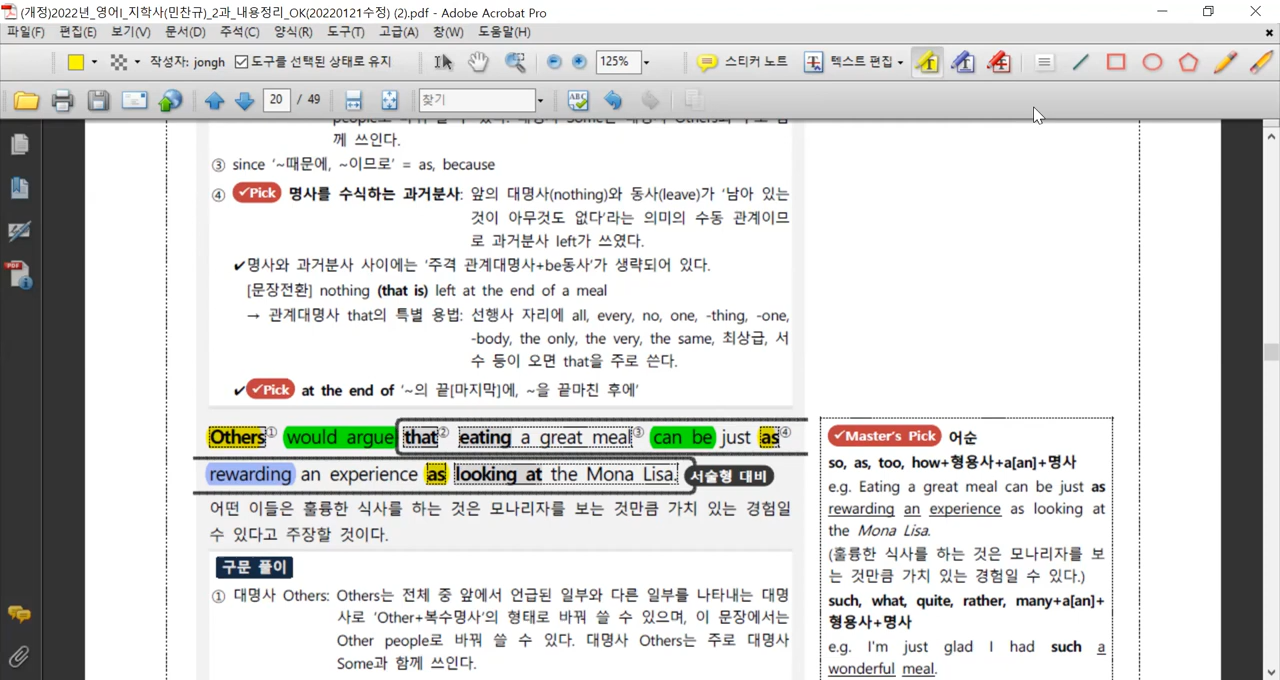 (개정)2022년_영어I_지학사(민찬규)_2과_내용정리_OK(20220121수정) (2).pdf - Adobe Acrobat Pro
파일(F) 편집(E) 보기(V) 문서(D) 주석(C) 양식(R) 도구(T) 고급(A) 창(W) 도움말(H)
작성자: jongh 도구를 선택된 상태로 유지 125% 스티커 노트 텍스트 편집
20 / 49 찾기
께 쓰인다.
③ since '~때문에, ~이므로' = as, because
④ ✓Pick 명사를 수식하는 과거분사: 앞의 대명사(nothing)와 동사(leave)가 '남아 있는
것이 아무것도 없다'라는 의미의 수동 관계이므
로 과거분사 left가 쓰였다.
✔명사와 과거분사 사이에는 '주격 관계대명사+be동사'가 생략되어 있다.
[문장전환] nothing (that is) left at the end of a meal
→ 관계대명사 that의 특별 용법: 선행사 자리에 all, every, no, one, -thing, -one,
-body, the only, the very, the same, 최상급, 서
수 등이 오면 that을 주로 쓴다.
✔ ✓Pick at the end of '~의 끝[마지막]에, ~을 끝마친 후에'
Others① would argue that② eating a great meal③ can be just as④
rewarding an experience as looking at the Mona Lisa. 서술형 대비
어떤 이들은 훌륭한 식사를 하는 것은 모나리자를 보는 것만큼 가치 있는 경험일
수 있다고 주장할 것이다.
구문 풀이
① 대명사 Others: Others는 전체 중 앞에서 언급된 일부와 다른 일부를 나타내는 대명
사로 'Other+복수명사'의 형태로 바꿔 쓸 수 있으며, 이 문장에서는
Other people로 바꿔 쓸 수 있다. 대명사 Others는 주로 대명사
Some과 함께 쓰인다.
✓Master's Pick 어순
so, as, too, how+형용사+a[an]+명사
e.g. Eating a great meal can be just as
rewarding an experience as looking at
the Mona Lisa.
(훌륭한 식사를 하는 것은 모나리자를 보
는 것만큼 가치 있는 경험일 수 있다.)
such, what, quite, rather, many+a[an]+
형용사+명사
e.g. I'm just glad I had such a
wonderful meal.